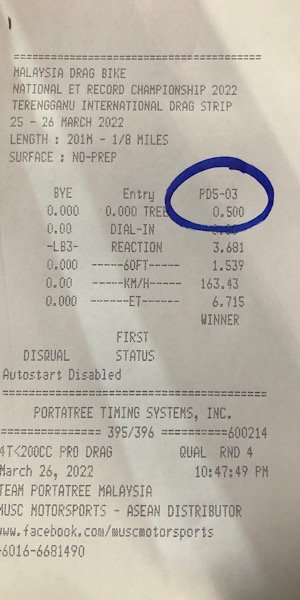 ==================================
MALAYSIA DRAG BIKE
NATIONAL ET RECORD CHAMPIONSHIP 2022
TERENGGANU INTERNATIONAL DRAG STRIP
25 - 26 MARCH 2022
LENGTH : 201M - 1/8 MILES
SURFACE : NO-PREP
BYE Entry PD5-03
0.000 0.000 TREE 0.500
0.00 DIAL-IN
-LB3- REACTION 3.681
0.000 -----60FT----- 1.539
0.00 -----KM/H------ 163.43
0.000 ------ET------ 6.715
WINNER
FIRST
DISQUAL STATUS
Autostart Disabled
==================================
PORTATREE TIMING SYSTEMS, INC.
============== 395/396 ==========600214
4T<200CC PRO DRAG QUAL RND 4
March 26, 2022 10:47:49 PM
TEAM PORTATREE MALAYSIA
MUSC MOTORSPORTS - ASEAN DISTRIBUTOR
www.facebook.com/muscmotorsports
-6016-6681490